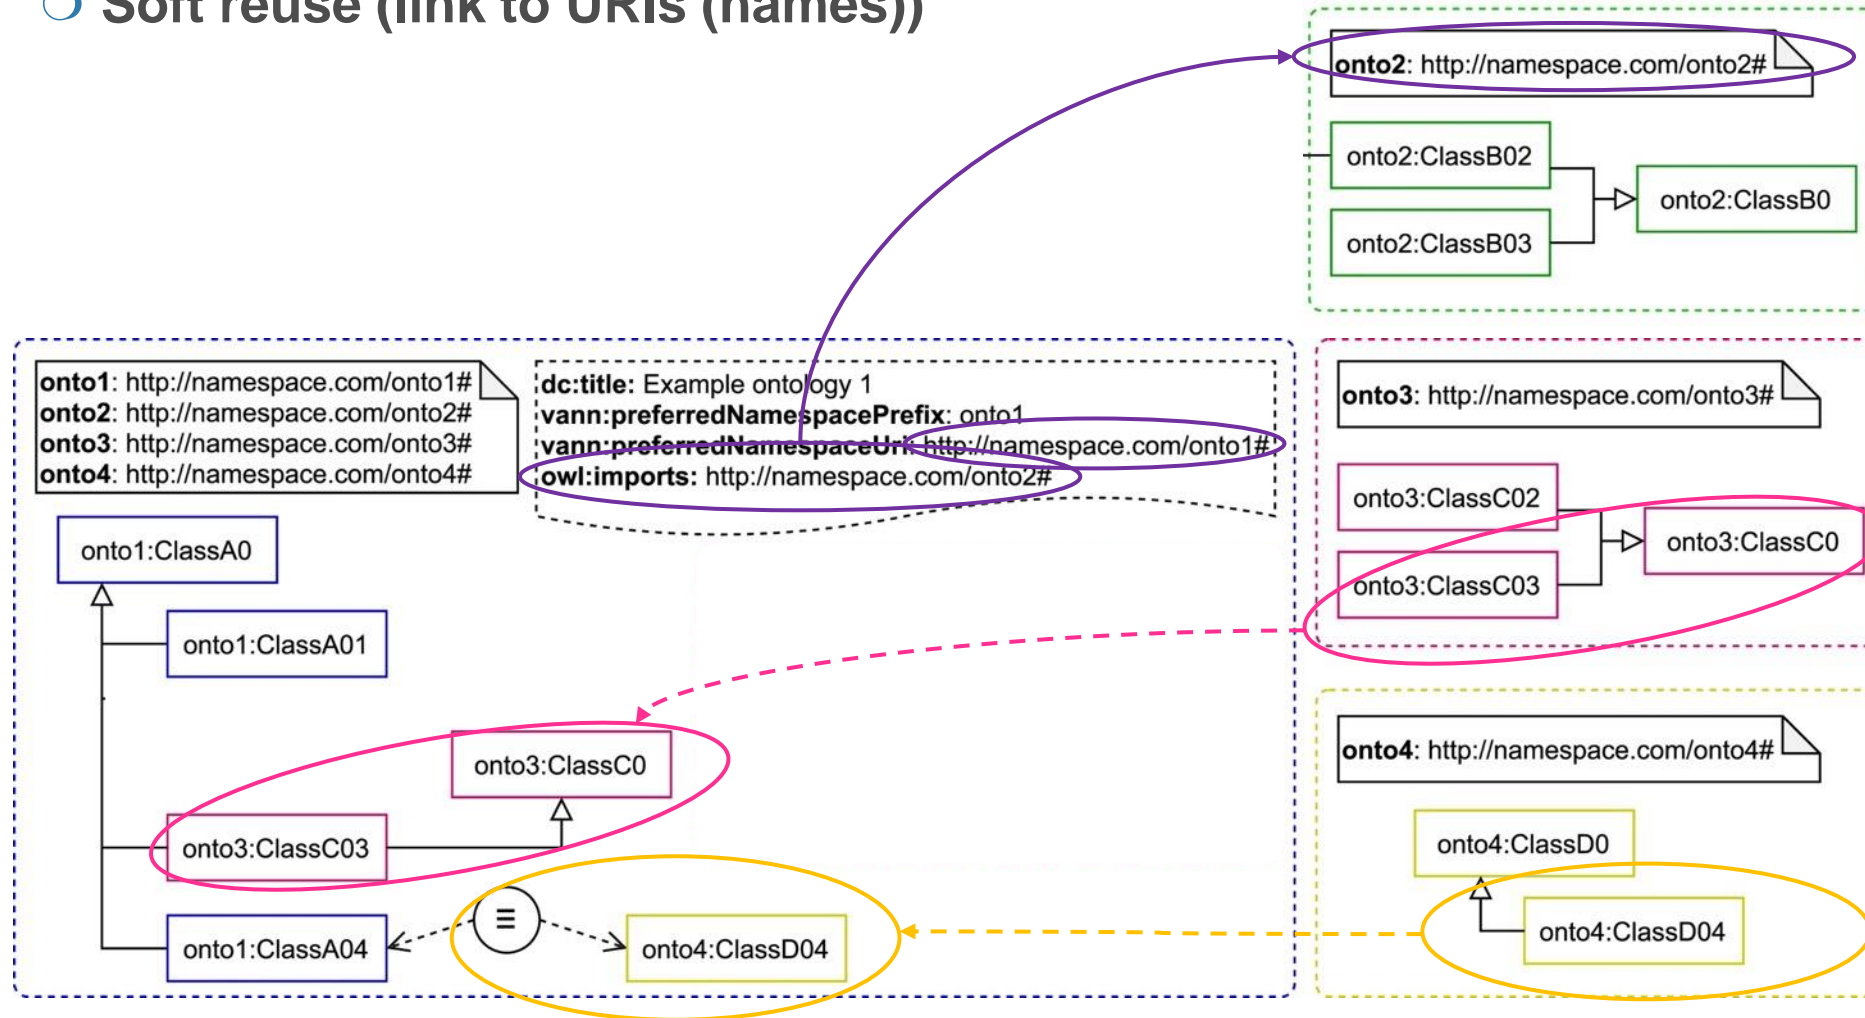 Soft reuse (link to URIs (names))
onto2: http://namespace.com/onto2#
onto2:ClassB02
onto2:ClassB0
onto2:ClassB03
onto1: http://namespace.com/onto1#
onto2: http://namespace.com/onto2#
onto3: http://namespace.com/onto3#
onto4: http://namespace.com/onto4#
dc:title: Example ontology 1
vann:preferredNamespacePrefix: onto1
vann:preferredNamespaceUri: http://namespace.com/onto1#
owl:imports: http://namespace.com/onto2#
onto3: http://namespace.com/onto3#
onto3:ClassC02
onto3:ClassC0
onto3:ClassC03
onto1:ClassA0
onto1:ClassA01
onto3:ClassC0
onto3:ClassC03
≡
onto1:ClassA04
onto4:ClassD04
onto4: http://namespace.com/onto4#
onto4:ClassD0
onto4:ClassD04